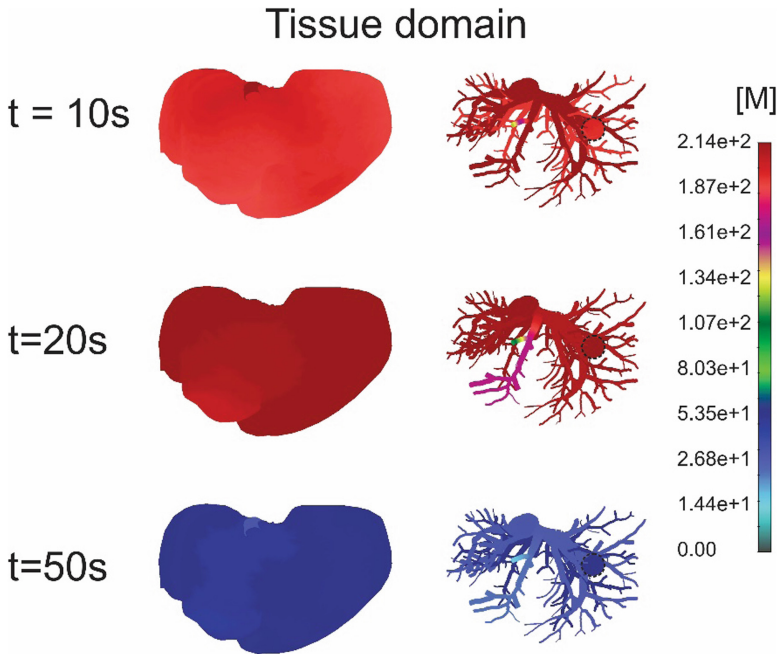 Tissue domain
[M]
t = 10s
2.14e+2
1.87e+2
1.61e+2
1.34e+2
t=20s
1.07e+2
8.03e+1
5.35e+1
2.68e+1
1.44e+1
t=50s
0.00